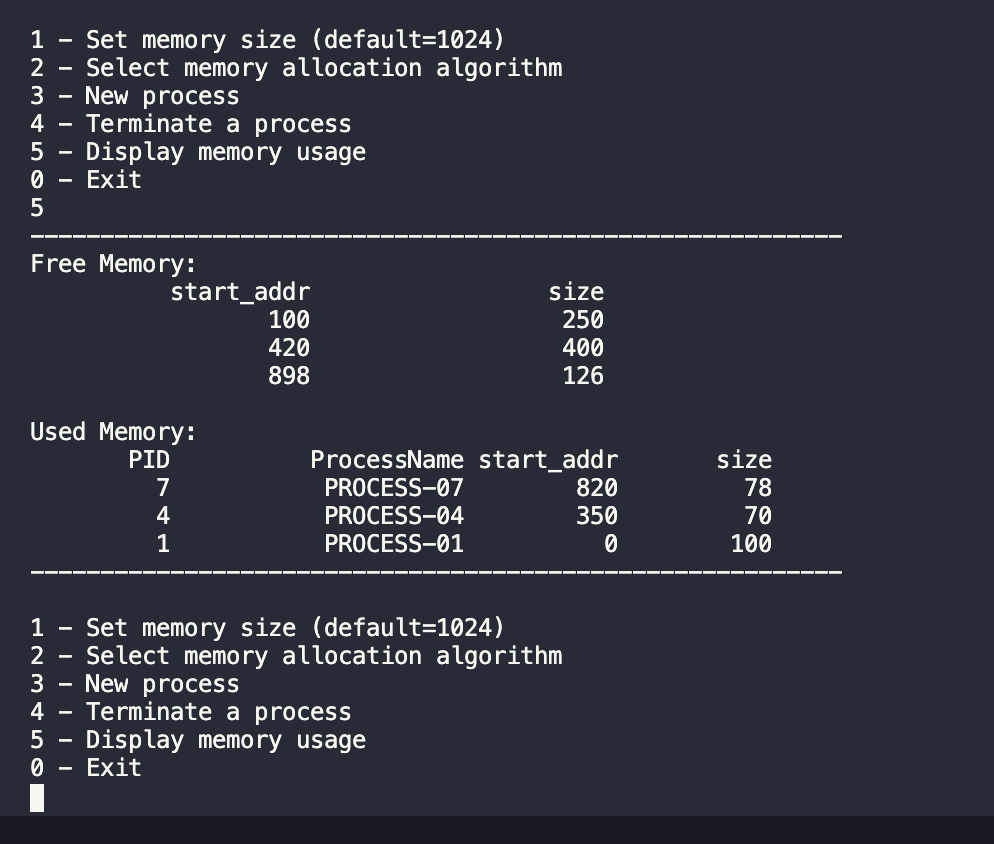 1 – Set memory size (default=1024)
2 – Select memory allocation algorithm
3 – New process
4 – Terminate a process
5 – Display memory usage
0 – Exit
5
––––––––––––––––––––––––––––––––––––––––––––––––––––––––––
Free Memory:
start_addr size
100 250
420 400
898 126
Used Memory:
PID ProcessName start_addr size
7 PROCESS–07 820 78
4 PROCESS–04 350 70
1 PROCESS–01 0 100
––––––––––––––––––––––––––––––––––––––––––––––––––––––––––
1 – Set memory size (default=1024)
2 – Select memory allocation algorithm
3 – New process
4 – Terminate a process
5 – Display memory usage
0 – Exit